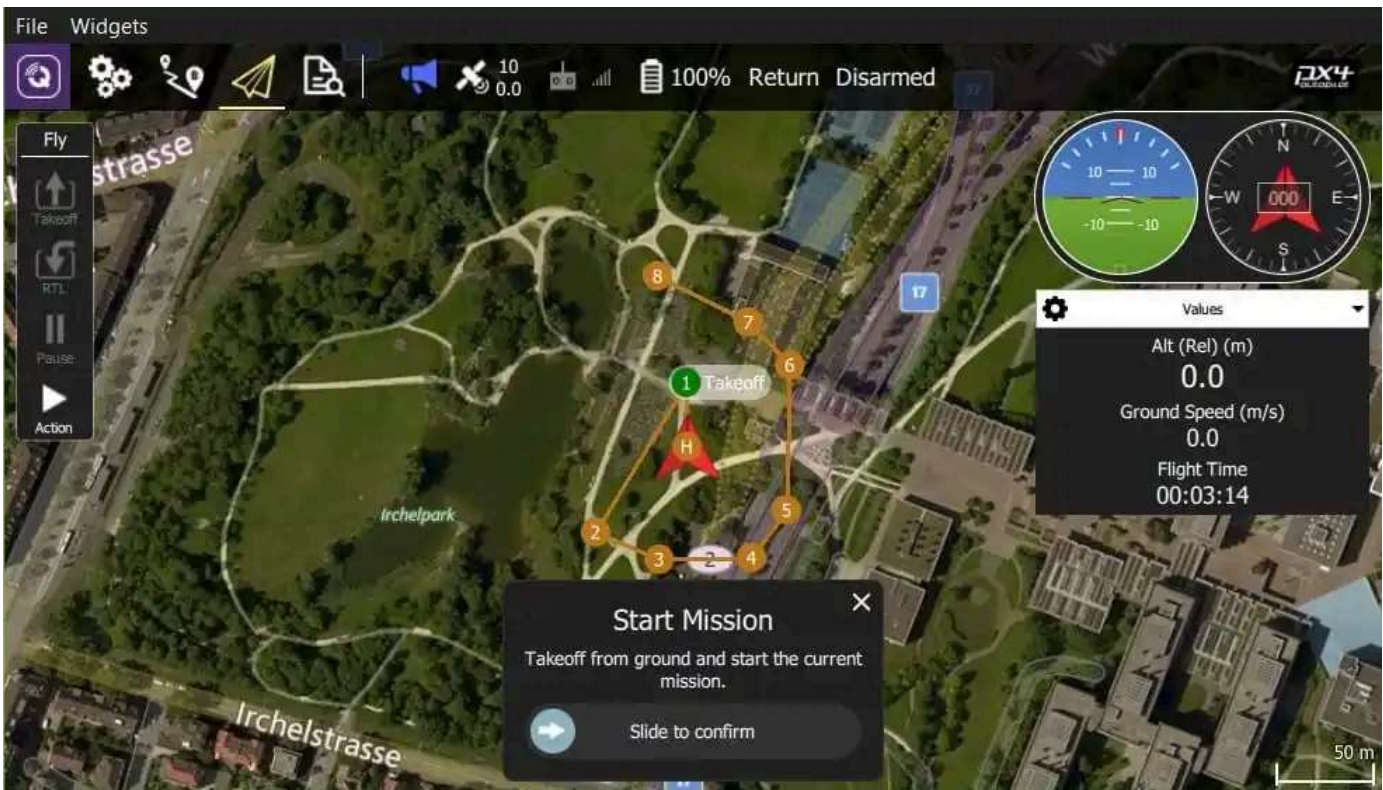 File Widgets
10
0.0
100% Return Disarmed
px4
Fly
Takeoff
RTL
Pause
Action
strasse
8
7
6
1 Takeoff
H
5
2
3
2
4
17
Irchelpark
Irchelstrasse
10 10
-10 -10
N
W 000 E
S
Values
Alt (Rel) (m)
0.0
Ground Speed (m/s)
0.0
Flight Time
00:03:14
Start Mission
Takeoff from ground and start the current
mission.
Slide to confirm
50 m